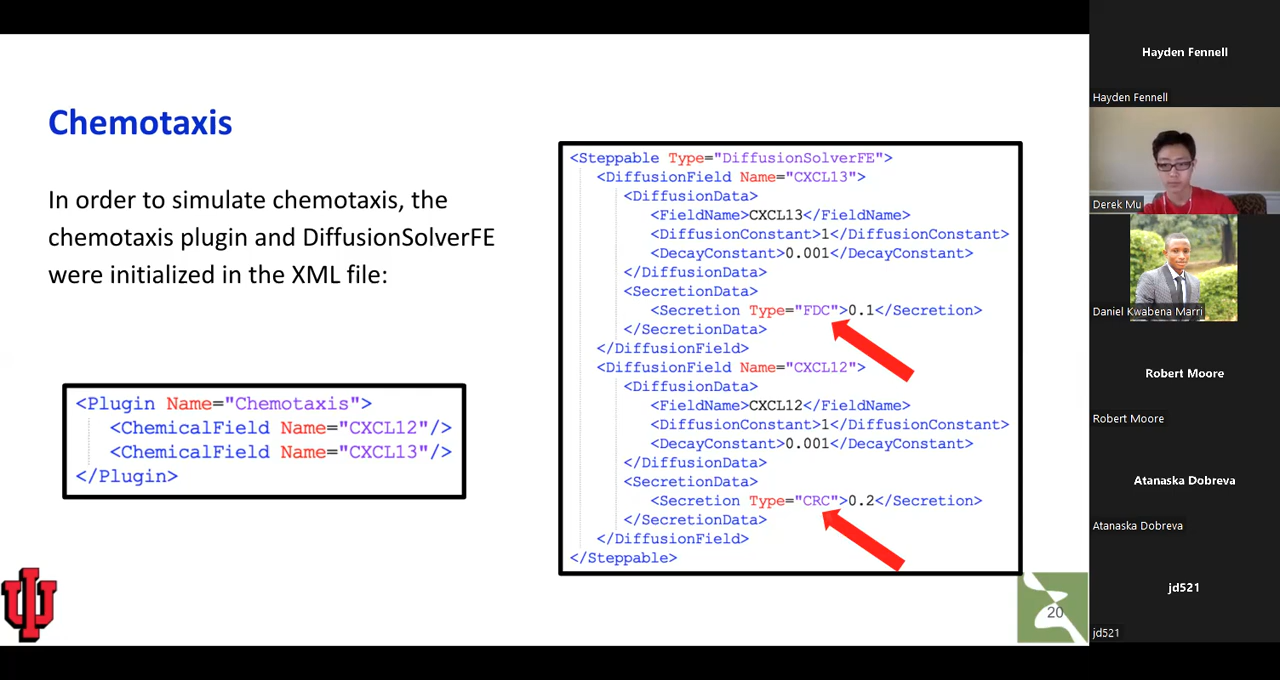 Chemotaxis
In order to simulate chemotaxis, the
chemotaxis plugin and DiffusionSolverFE
were initialized in the XML file:
<Plugin Name="Chemotaxis">
<ChemicalField Name="CXCL12"/>
<ChemicalField Name="CXCL13"/>
</Plugin>
<Steppable Type="DiffusionSolverFE">
<DiffusionField Name="CXCL13">
<DiffusionData>
<FieldName>CXCL13</FieldName>
<DiffusionConstant>1</DiffusionConstant>
<DecayConstant>0.001</DecayConstant>
</DiffusionData>
<SecretionData>
<Secretion Type="FDC">0.1</Secretion>
</SecretionData>
</DiffusionField>
<DiffusionField Name="CXCL12">
<DiffusionData>
<FieldName>CXCL12</FieldName>
<DiffusionConstant>1</DiffusionConstant>
<DecayConstant>0.001</DecayConstant>
</DiffusionData>
<SecretionData>
<Secretion Type="CRC">0.2</Secretion>
</SecretionData>
</DiffusionField>
</Steppable>
20
Hayden Fennell
Hayden Fennell
Derek Mu
Daniel Kwabena Marri
Robert Moore
Robert Moore
Atanaska Dobreva
Atanaska Dobreva
jd521
jd521